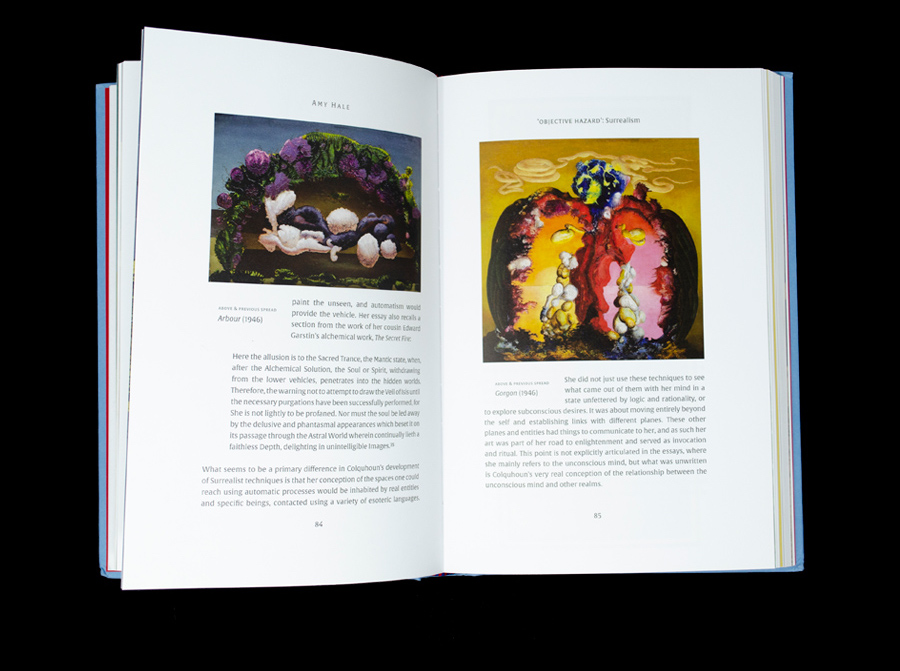 AMY HALE
ABOVE & PREVIOUS SPREAD
Arbour (1946)
paint the unseen, and automatism would
provide the vehicle. Her essay also recalls a
section from the work of her cousin Edward
Garstin's alchemical work, The Secret Fire:
Here the allusion is to the Sacred Trance, the Mantic state, when,
after the Alchemical Solution, the Soul or Spirit, withdrawing
from the lower vehicles, penetrates into the hidden worlds.
Therefore, the warning not to attempt to draw the Veil of Isis until
the necessary purgations have been successfully performed, for
She is not lightly to be profaned. Nor must the soul be led away
by the delusive and phantasmal appearances which beset it on
its passage through the Astral World wherein continually lieth a
faithless Depth, delighting in unintelligible Images.
What seems to be a primary difference in Colquhoun's development
of Surrealist techniques is that her conception of the spaces one could
reach using automatic processes would be inhabited by real entities
and specific beings, contacted using a variety of esoteric languages.
84
'OBJECTIVE HAZARD': Surrealism
ABOVE & PREVIOUS SPREAD
Gorgon (1946)
She did not just use these techniques to see
what came out of them with her mind in a
state unfettered by logic and rationality, or
to explore subconscious desires. It was about moving entirely beyond
the self and establishing links with different planes. These other
planes and entities had things to communicate to her, and as such her
art was part of her road to enlightenment and served as invocation
and ritual. This point is not explicitly articulated in the essays, where
she mainly refers to the unconscious mind, but what was unwritten
is Colquhoun's very real conception of the relationship between the
unconscious mind and other realms.
85